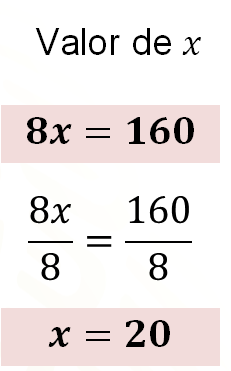 Valor de x
8x = 160
8x/8 = 160/8
x = 20